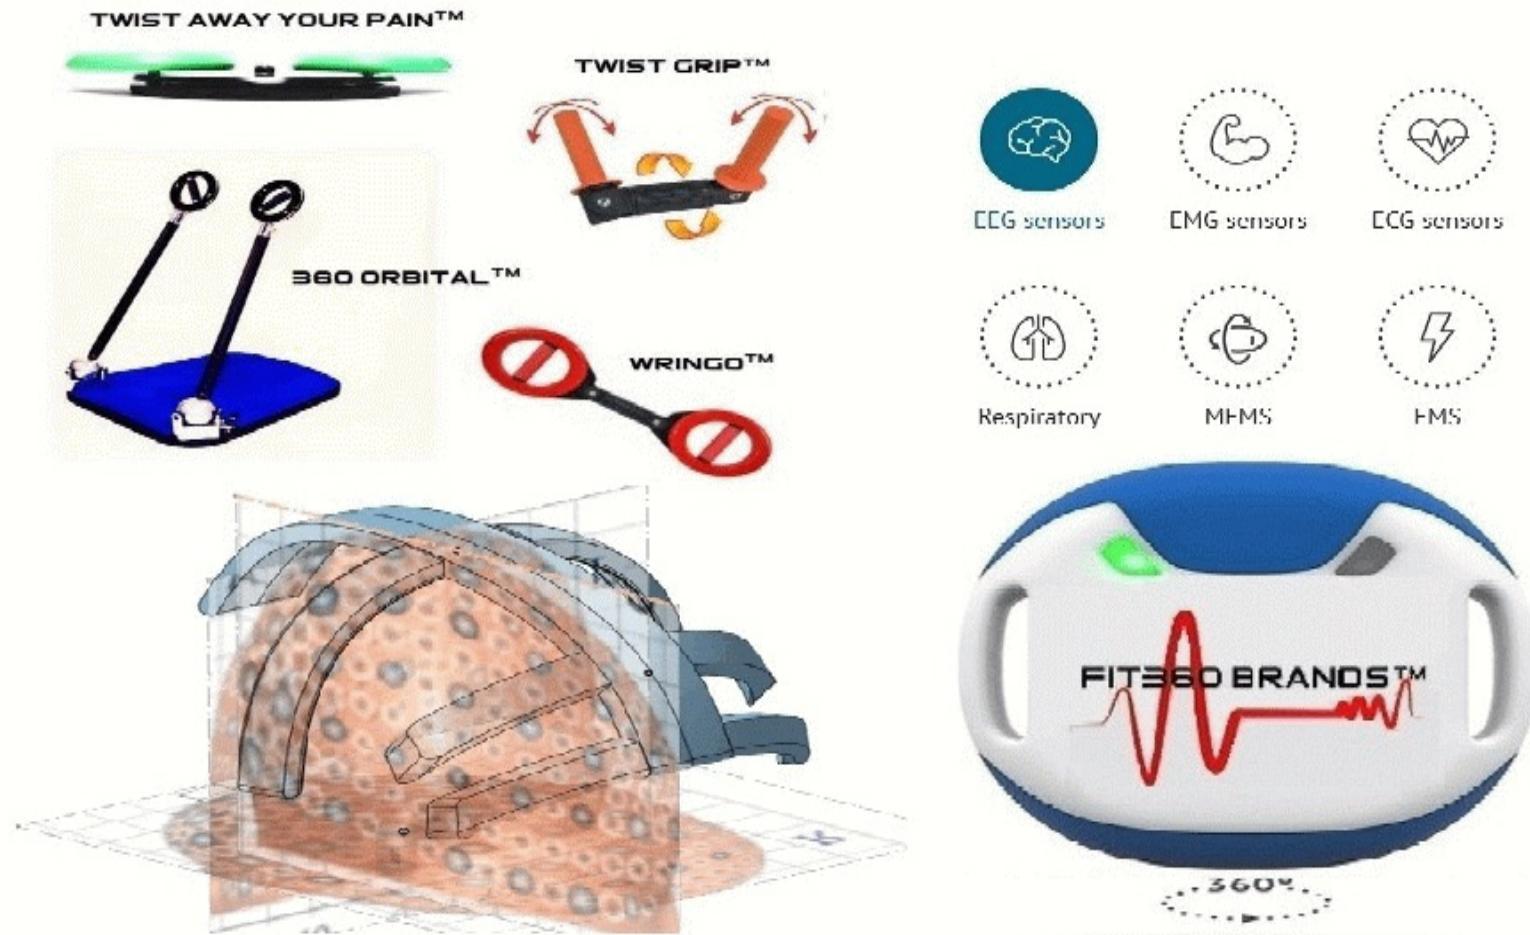 TWIST AWAY YOUR PAIN™
TWIST GRIP™
360 ORBITAL™
WRINGO™
EEG sensors
EMG sensors
ECG sensors
Respiratory
MEMS
EMS
FIT360 BRANDS™
360°